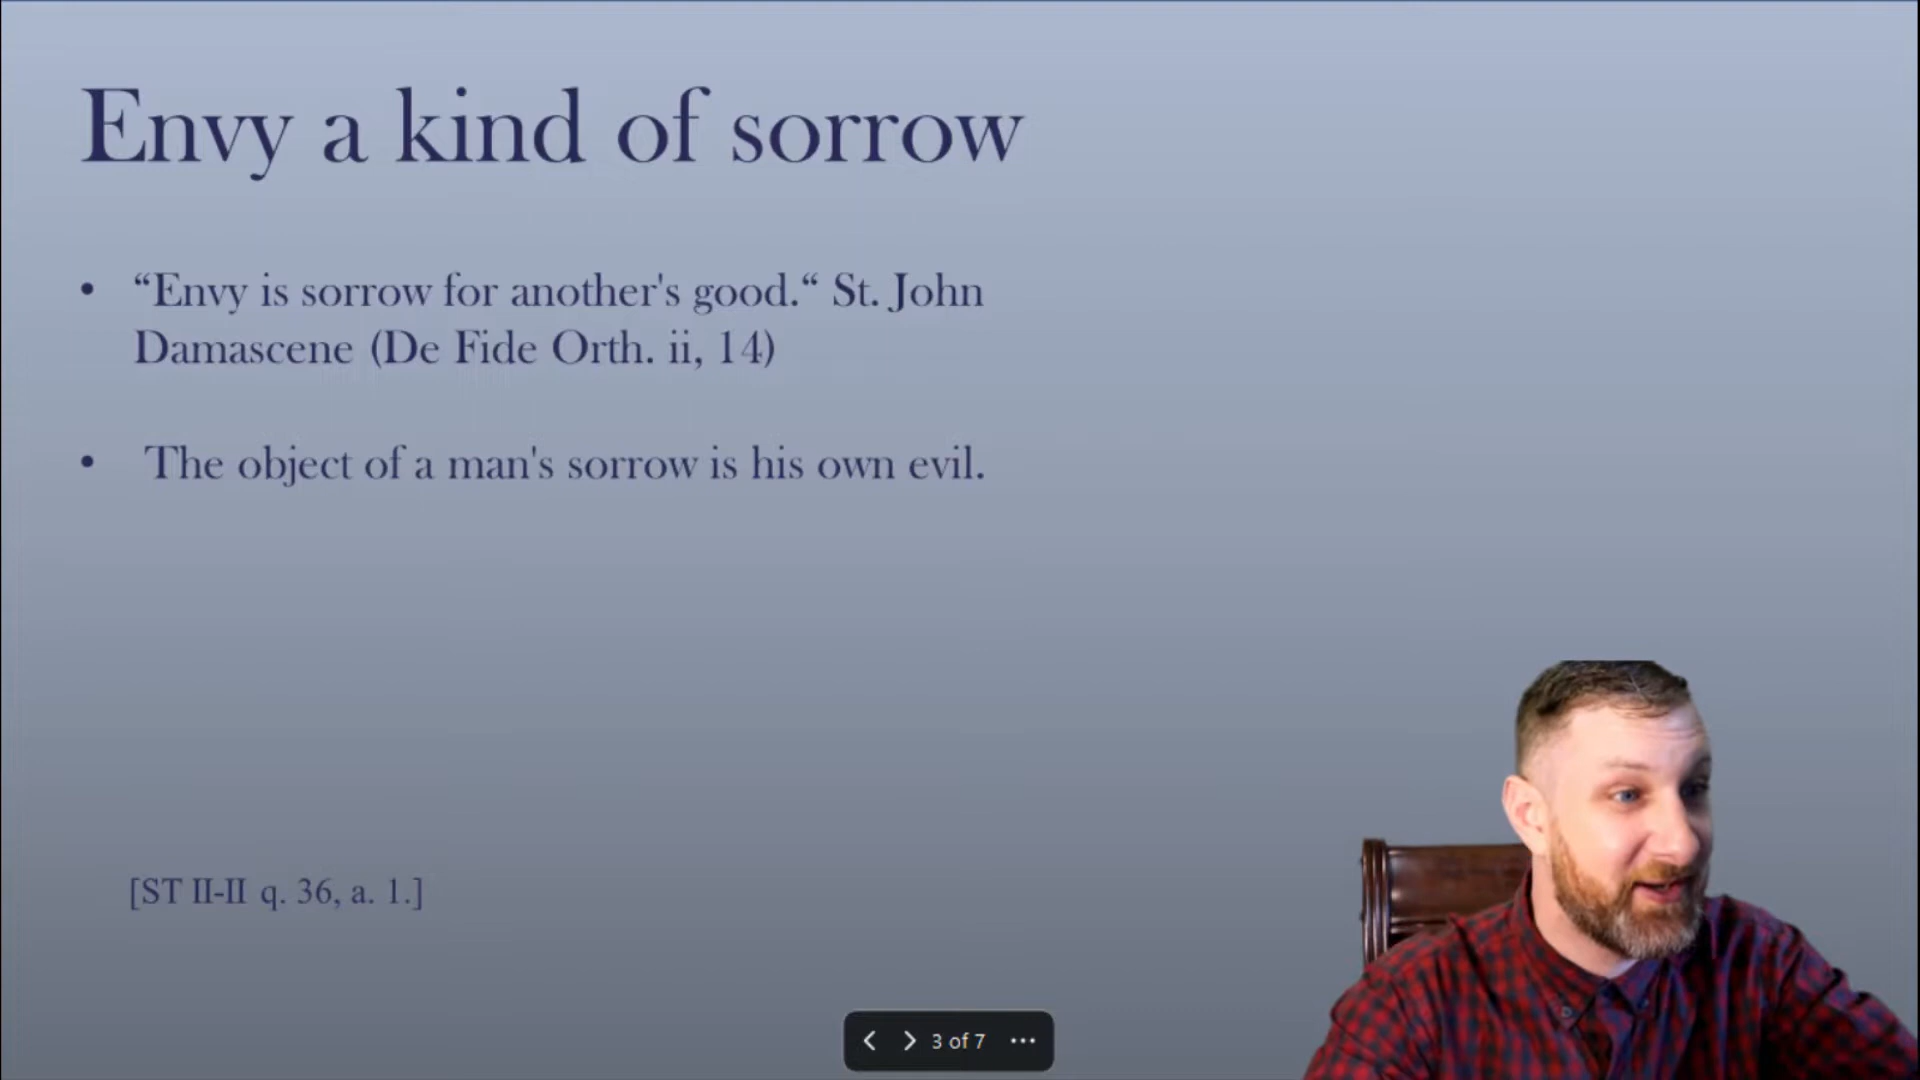 Envy a kind of sorrow
• “Envy is sorrow for another's good.“ St. John
Damascene (De Fide Orth. ii, 14)
• The object of a man's sorrow is his own evil.
[ST II-II q. 36, a. 1.]
3 of 7